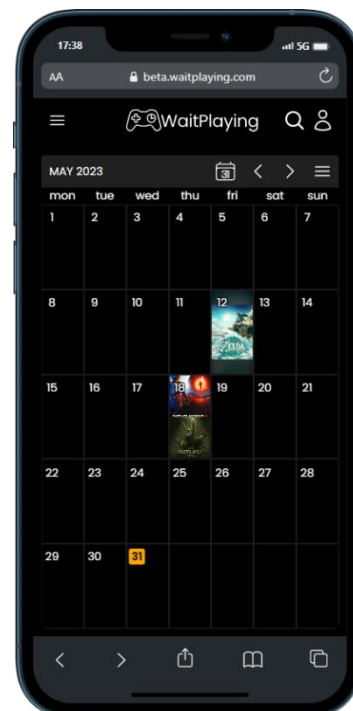 17:38
5G
AA beta.waitplaying.com
WaitPlaying
MAY 2023 31
mon tue wed thu fri sat sun
1 2 3 4 5 6 7
8 9 10 11 12 13 14
ZELDA
15 16 17 18 19 20 21
OUTLAST
22 23 24 25 26 27 28
29 30 31